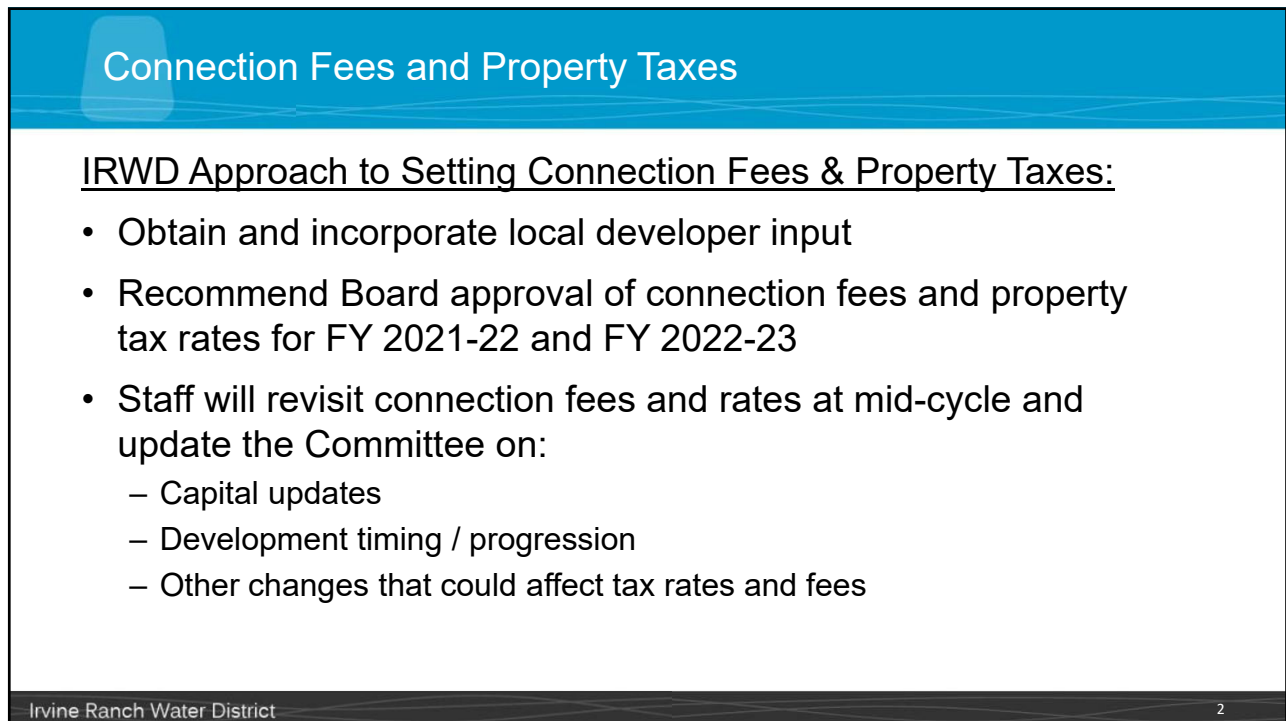 Connection Fees and Property Taxes
IRWD Approach to Setting Connection Fees & Property Taxes:
• Obtain and incorporate local developer input
• Recommend Board approval of connection fees and property
tax rates for FY 2021-22 and FY 2022-23
• Staff will revisit connection fees and rates at mid-cycle and
update the Committee on:
– Capital updates
– Development timing / progression
– Other changes that could affect tax rates and fees
Irvine Ranch Water District
2